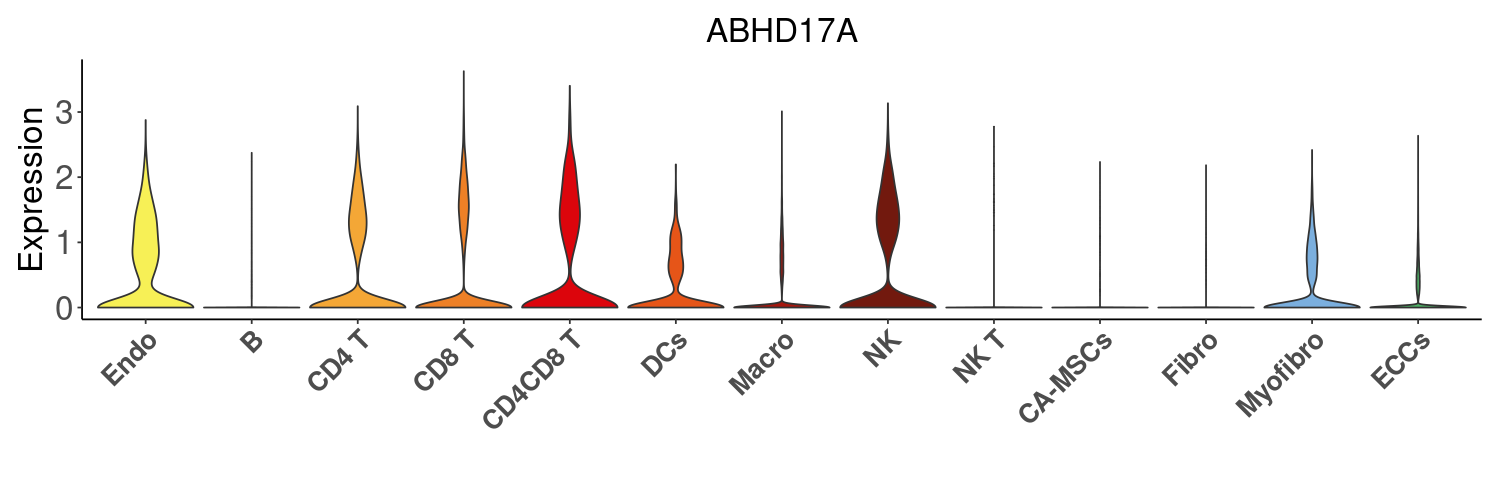 ABHD17A
Expression
3
2
1
0
Endo
B
CD4 T
CD8 T
CD4CD8 T
DCs
Macro
NK
NK T
CA-MSCs
Fibro
Myofibro
ECCs